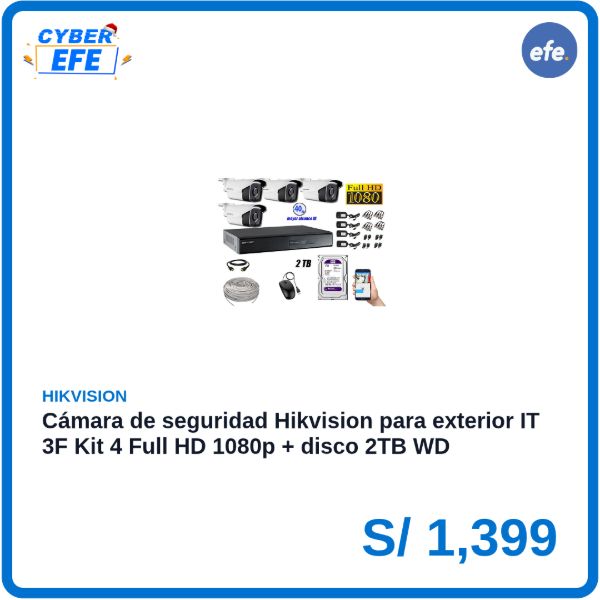 CYBER
EFE
efe.
Full HD
1080
40
2 TB
HIKVISION
Cámara de seguridad Hikvision para exterior IT
3F Kit 4 Full HD 1080p + disco 2TB WD
S/ 1,399